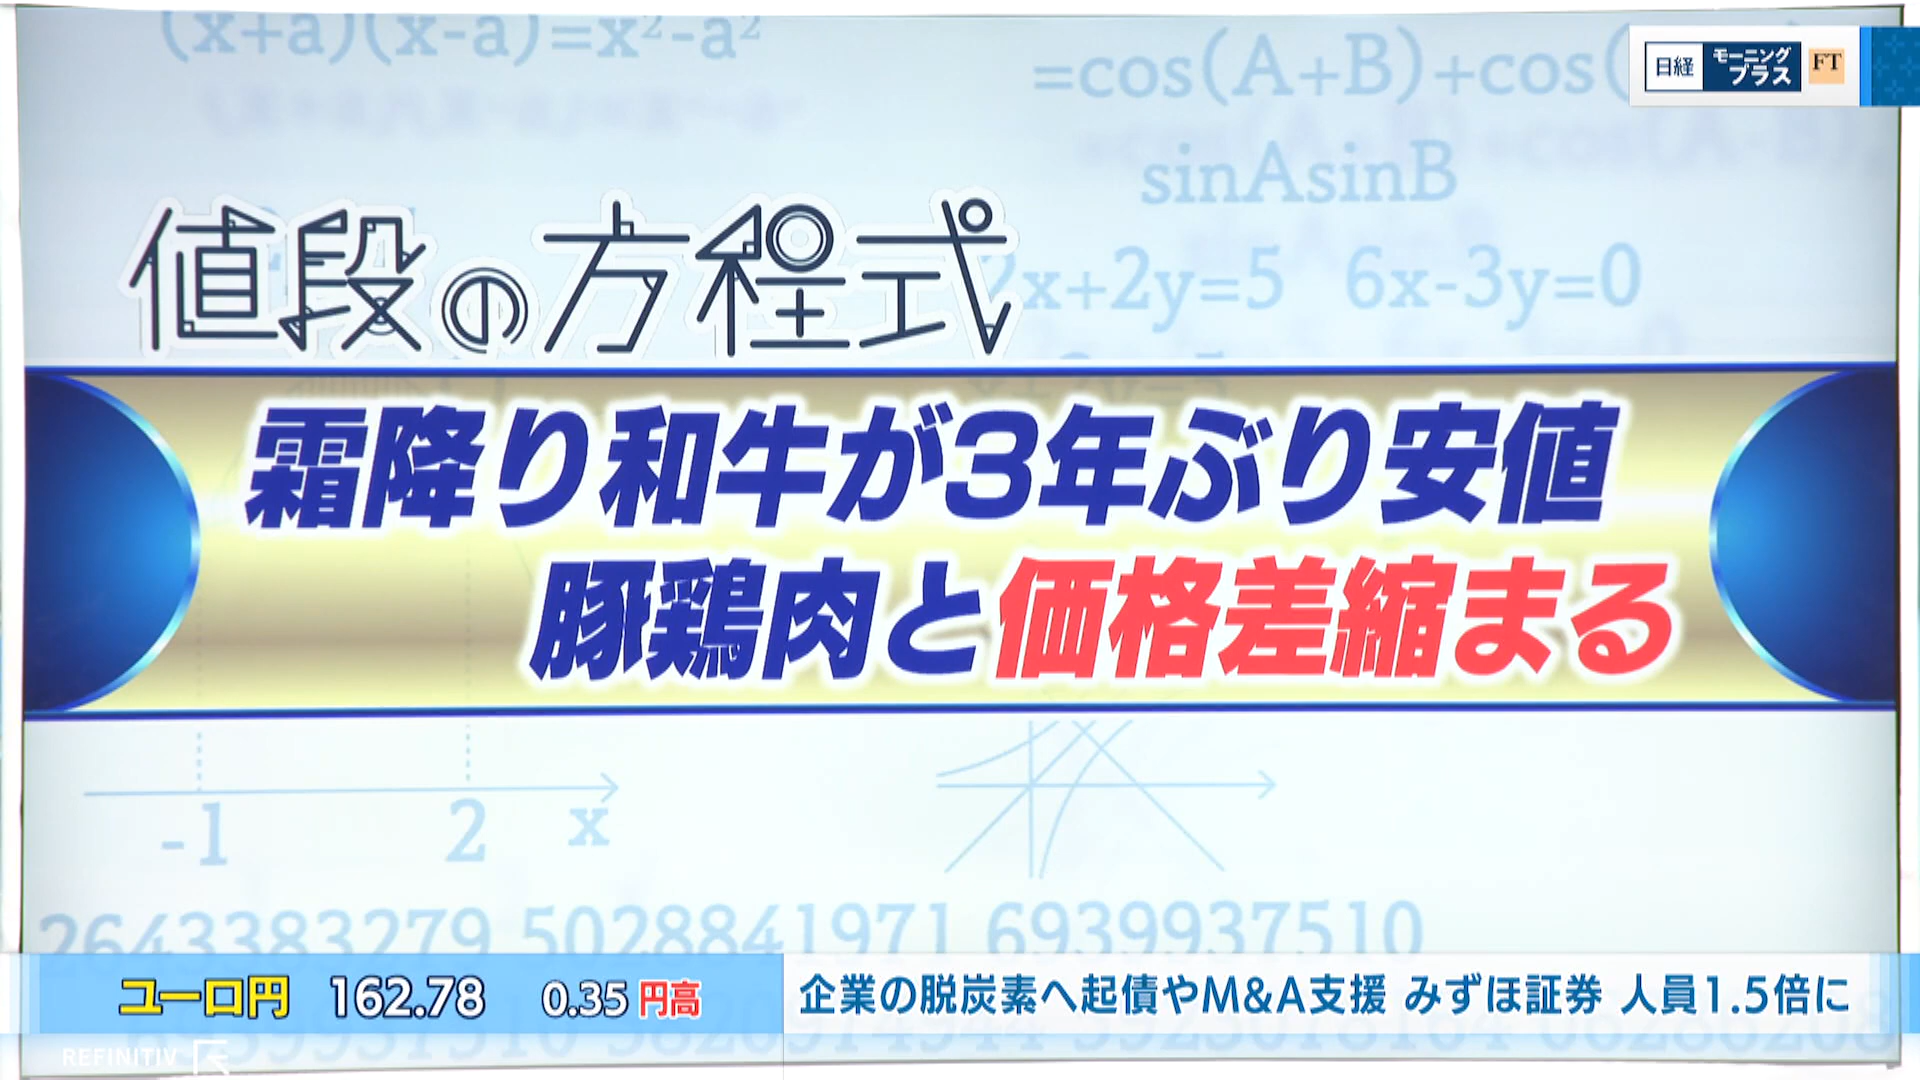 (x+a)(x-a)=x²-a²
=cos(A+B)+cos(
日経 モーニングプラス FT
sinAsinB
値段の方程式
2x+2y=5 6x-3y=0
霜降り和牛が3年ぶり安値
豚鶏肉と価格差縮まる
-1 2 x
2643383279 5028841971 6939937510
ユーロ円 162.78 0.35 円高
企業の脱炭素へ起債やM&A支援 みずほ証券 人員1.5倍に
REFINITIV